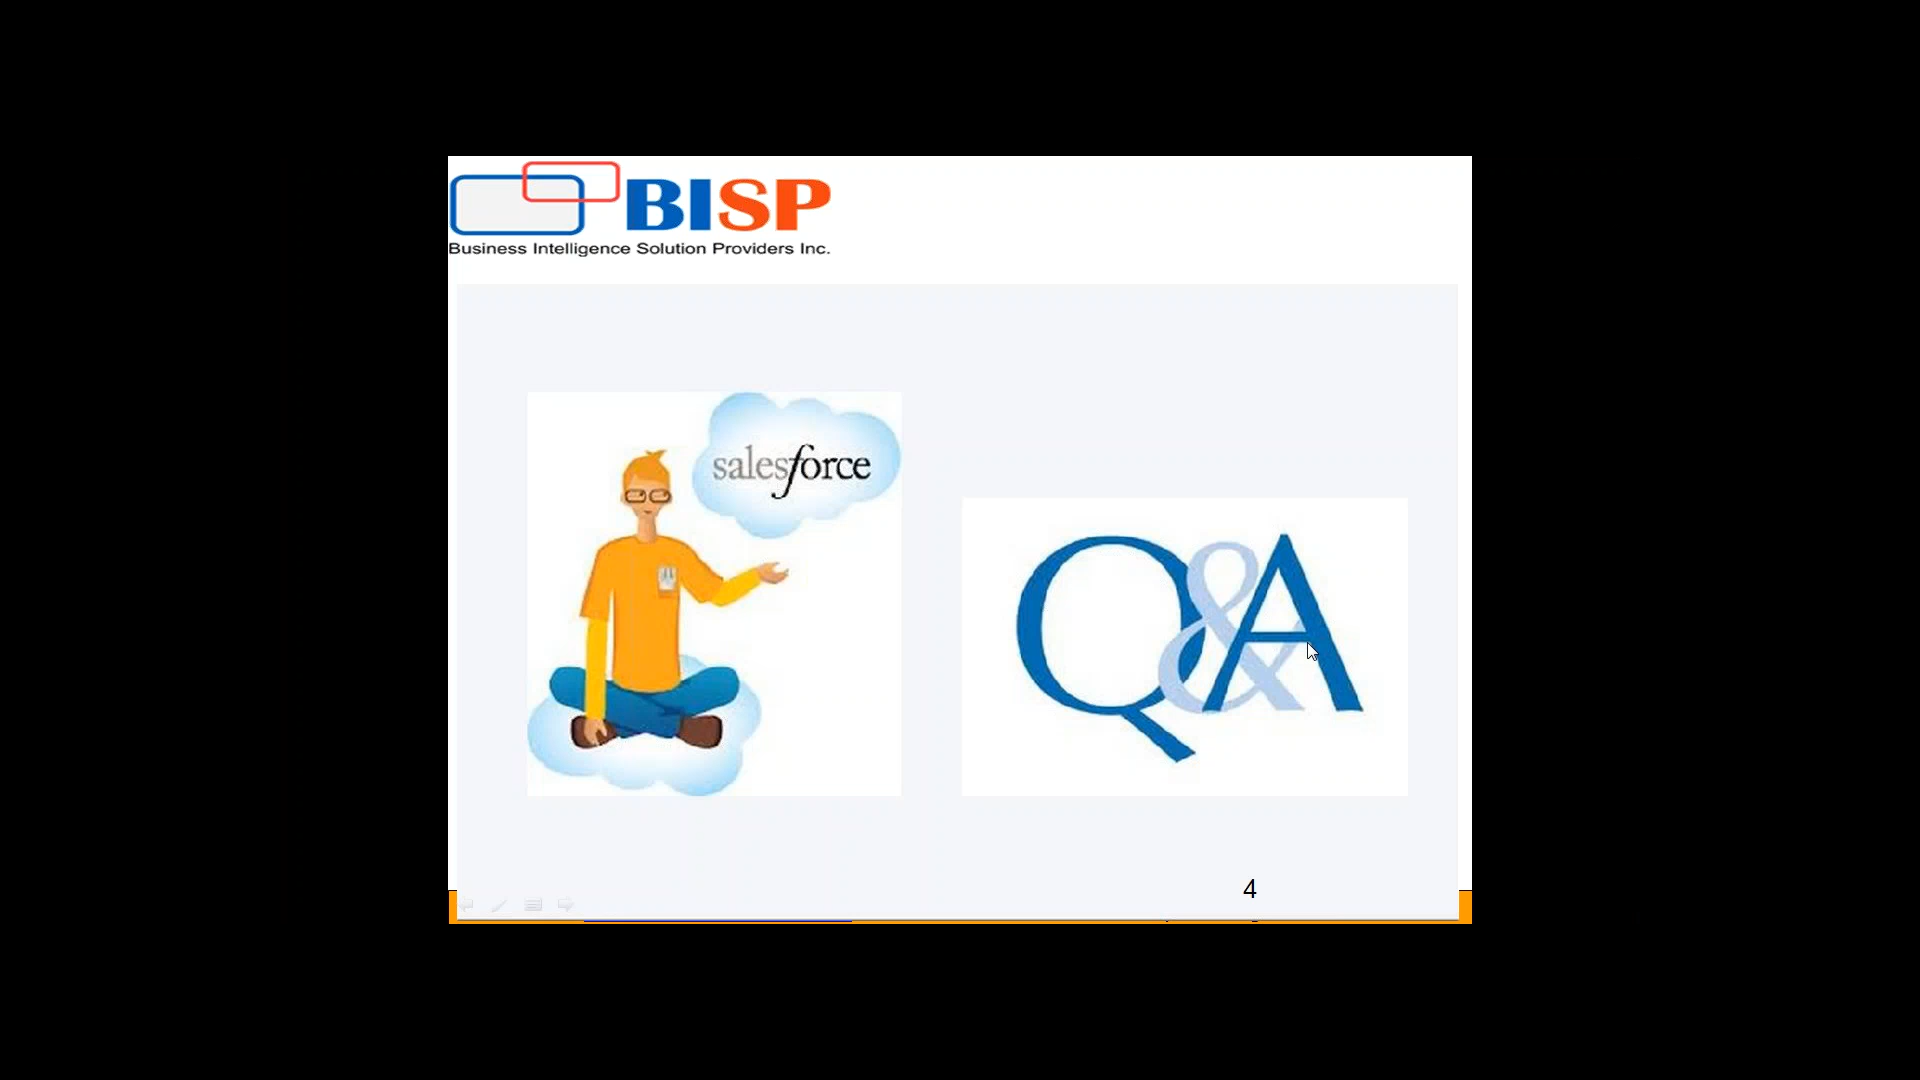 BISP
Business Intelligence Solution Providers Inc.
salesforce
Q&A
4